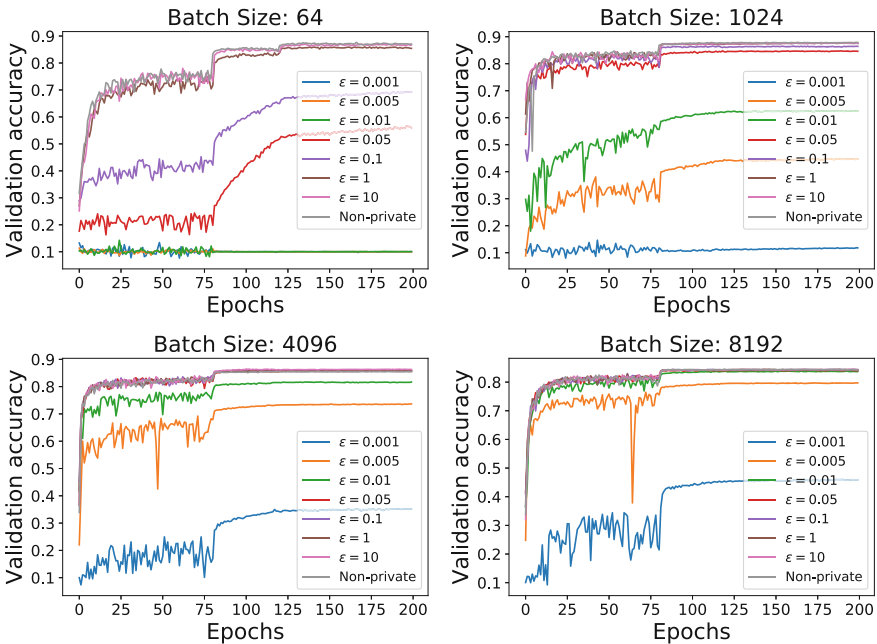 Batch Size: 64
Validation accuracy
0.9
0.8
0.7
0.6
0.5
0.4
0.3
0.2
0.1
ε = 0.001
ε = 0.005
ε = 0.01
ε = 0.05
ε = 0.1
ε = 1
ε = 10
Non-private
0 25 50 75 100 125 150 175 200
Epochs
Batch Size: 1024
Validation accuracy
0.9
0.8
0.7
0.6
0.5
0.4
0.3
0.2
0.1
ε = 0.001
ε = 0.005
ε = 0.01
ε = 0.05
ε = 0.1
ε = 1
ε = 10
Non-private
0 25 50 75 100 125 150 175 200
Epochs
Batch Size: 4096
Validation accuracy
0.9
0.8
0.7
0.6
0.5
0.4
0.3
0.2
0.1
ε = 0.001
ε = 0.005
ε = 0.01
ε = 0.05
ε = 0.1
ε = 1
ε = 10
Non-private
0 25 50 75 100 125 150 175 200
Epochs
Batch Size: 8192
Validation accuracy
0.8
0.7
0.6
0.5
0.4
0.3
0.2
0.1
ε = 0.001
ε = 0.005
ε = 0.01
ε = 0.05
ε = 0.1
ε = 1
ε = 10
Non-private
0 25 50 75 100 125 150 175 200
Epochs